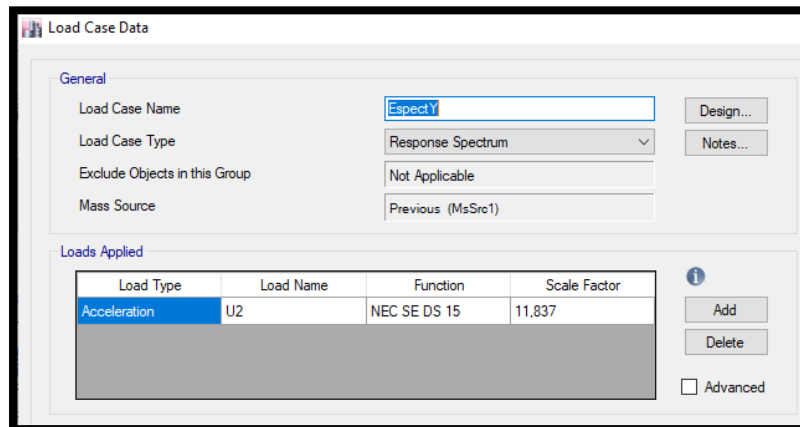 Load Case Data
General
Load Case Name
EspectY
Design...
Load Case Type
Response Spectrum
Notes...
Exclude Objects in this Group
Not Applicable
Mass Source
Previous (MsSrc1)
Loads Applied
Load Type Load Name Function Scale Factor
Acceleration U2 NEC SE DS 15 11,837
Add
Delete
Advanced